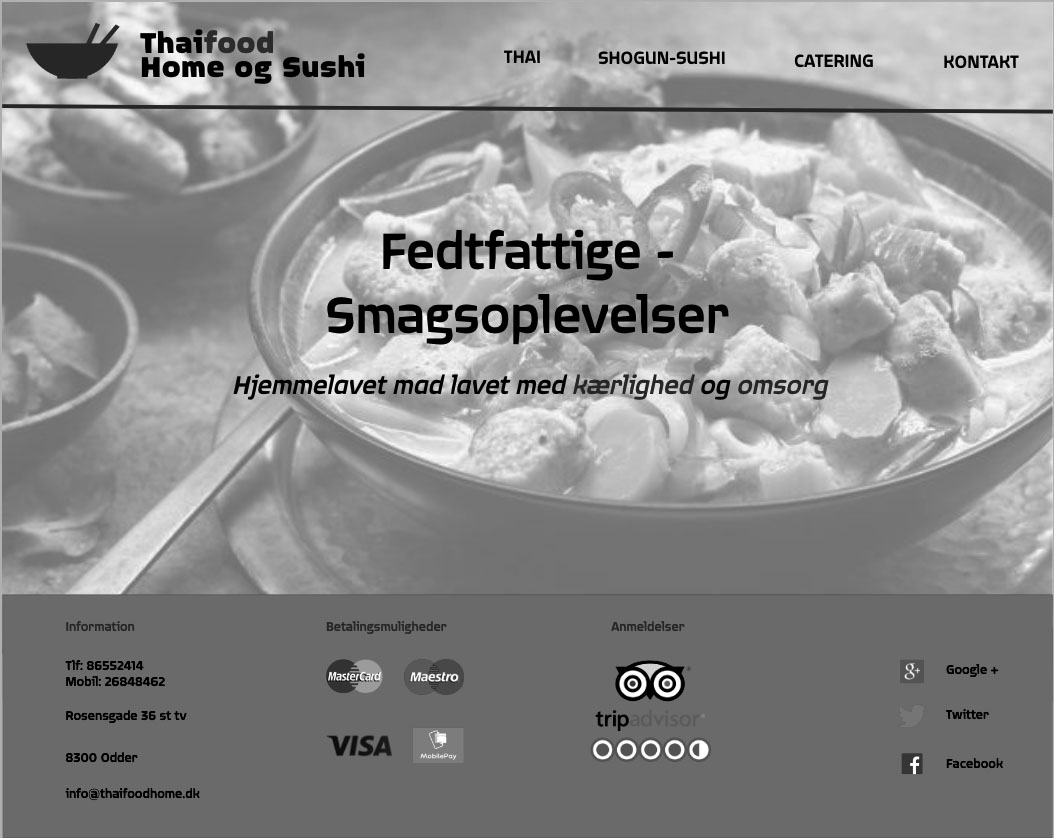 Thaifood
Home og Sushi
THAI
SHOGUN-SUSHI
CATERING
KONTAKT
Fedtfattige -
Smagsoplevelser
Hjemmelavet mad lavet med kærlighed og omsorg
Information
Tlf: 86552414
Mobil: 26848462
Rosensgade 36 st tv
8300 Odder
info@thaifoodhome.dk
Betalingsmuligheder
MasterCard
Maestro
VISA
MobilePay
Anmeldelser
tripadvisor®
g+
Google +
Twitter
f
Facebook